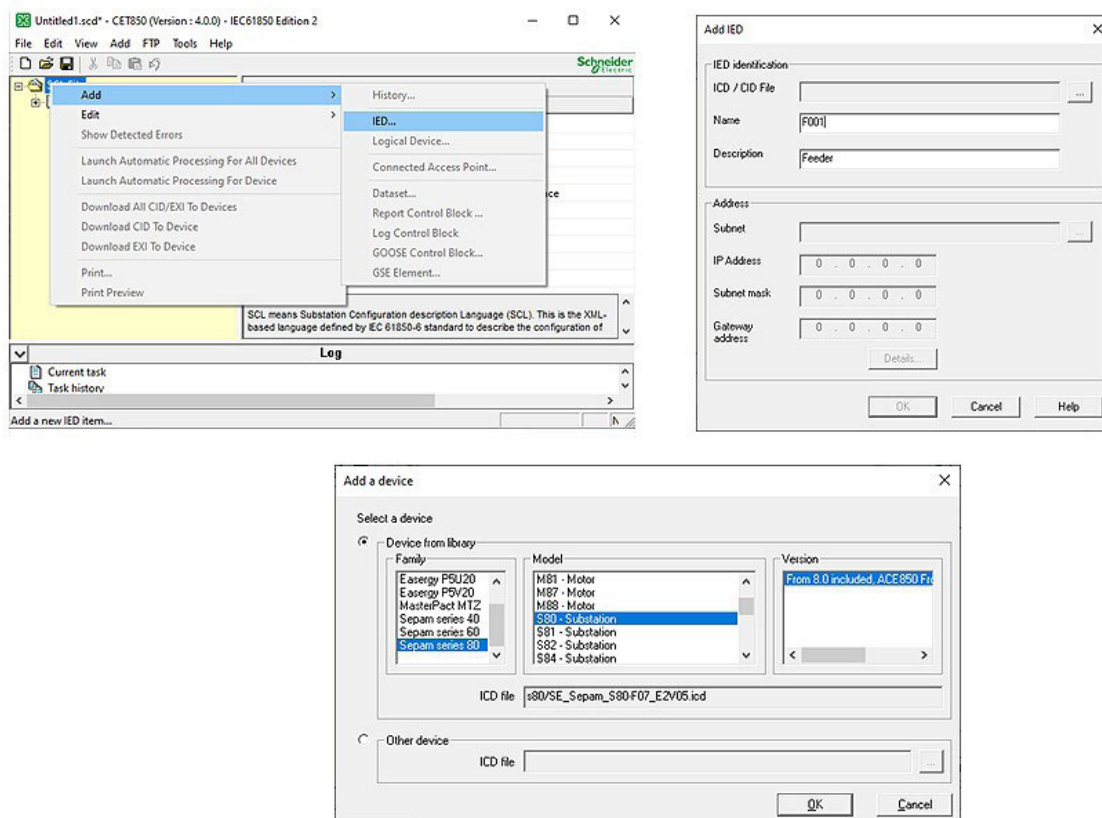 Untitled1.scd* - CET850 (Version : 4.0.0) - IEC61850 Edition 2
File Edit View Add FTP Tools Help
Schneider
Electric
Add
Edit
Show Detected Errors
Launch Automatic Processing For All Devices
Launch Automatic Processing For Device
Download All CID/EXI To Devices
Download CID To Device
Download EXI To Device
Print...
Print Preview
History...
IED...
Logical Device...
Connected Access Point...
Dataset...
Report Control Block ...
Log Control Block
GOOSE Control Block...
GSE Element...
ce
SCL means Substation Configuration description Language (SCL). This is the XML-
based language defined by IEC 61850-6 standard to describe the configuration of
Log
Current task
Task history
Add a new IED item...
N
Add IED
IED identification
ICD / CID File
...
Name F001
Description Feeder
Address
Subnet
...
IP Address 0 . 0 . 0 . 0
Subnet mask 0 . 0 . 0 . 0
Gateway 0 . 0 . 0 . 0
address
Details...
OK Cancel Help
Add a device
Select a device
Device from library
Family
Easergy P5U20
Easergy P5V20
MasterPact MTZ
Sepam series 40
Sepam series 60
Sepam series 80
Model
M81 - Motor
M87 - Motor
M88 - Motor
S80 - Substation
S81 - Substation
S82 - Substation
S84 - Substation
Version
From 8.0 included, ACE850 Fr
ICD file s80/SE_Sepam_S80-F07_E2V05.icd
Other device
ICD file
...
OK Cancel